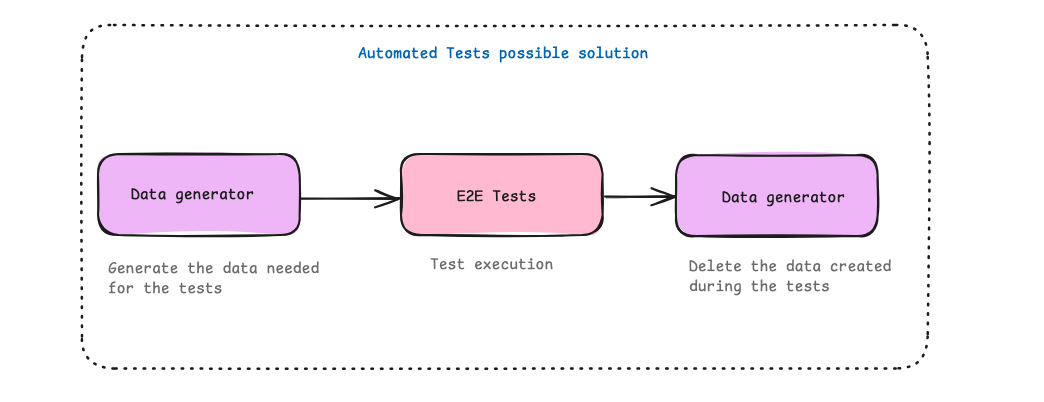 Automated Tests possible solution
Data generator
E2E Tests
Data generator
Generate the data needed
for the tests
Test execution
Delete the data created
during the tests